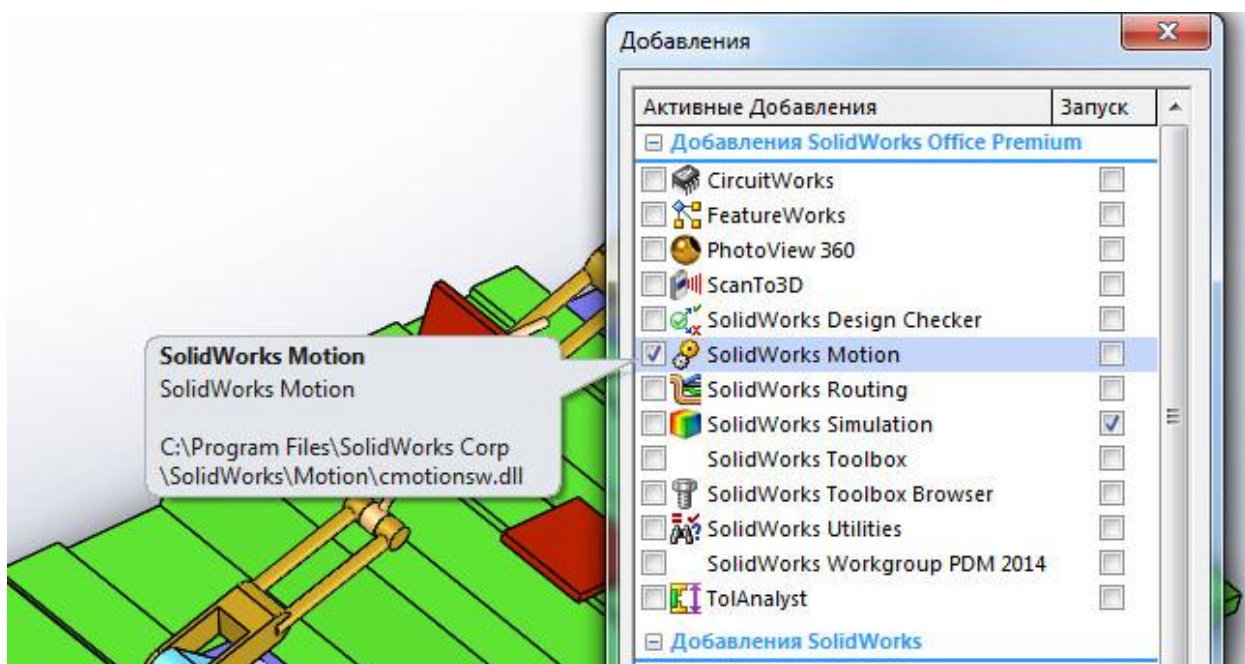 Добавления
Активные Добавления Запуск
Добавления SolidWorks Office Premium
CircuitWorks
FeatureWorks
PhotoView 360
ScanTo3D
SolidWorks Design Checker
SolidWorks Motion
SolidWorks Routing
SolidWorks Simulation
SolidWorks Toolbox
SolidWorks Toolbox Browser
SolidWorks Utilities
SolidWorks Workgroup PDM 2014
TolAnalyst
Добавления SolidWorks
SolidWorks Motion
SolidWorks Motion
C:\Program Files\SolidWorks Corp
\SolidWorks\Motion\cmotionsw.dll